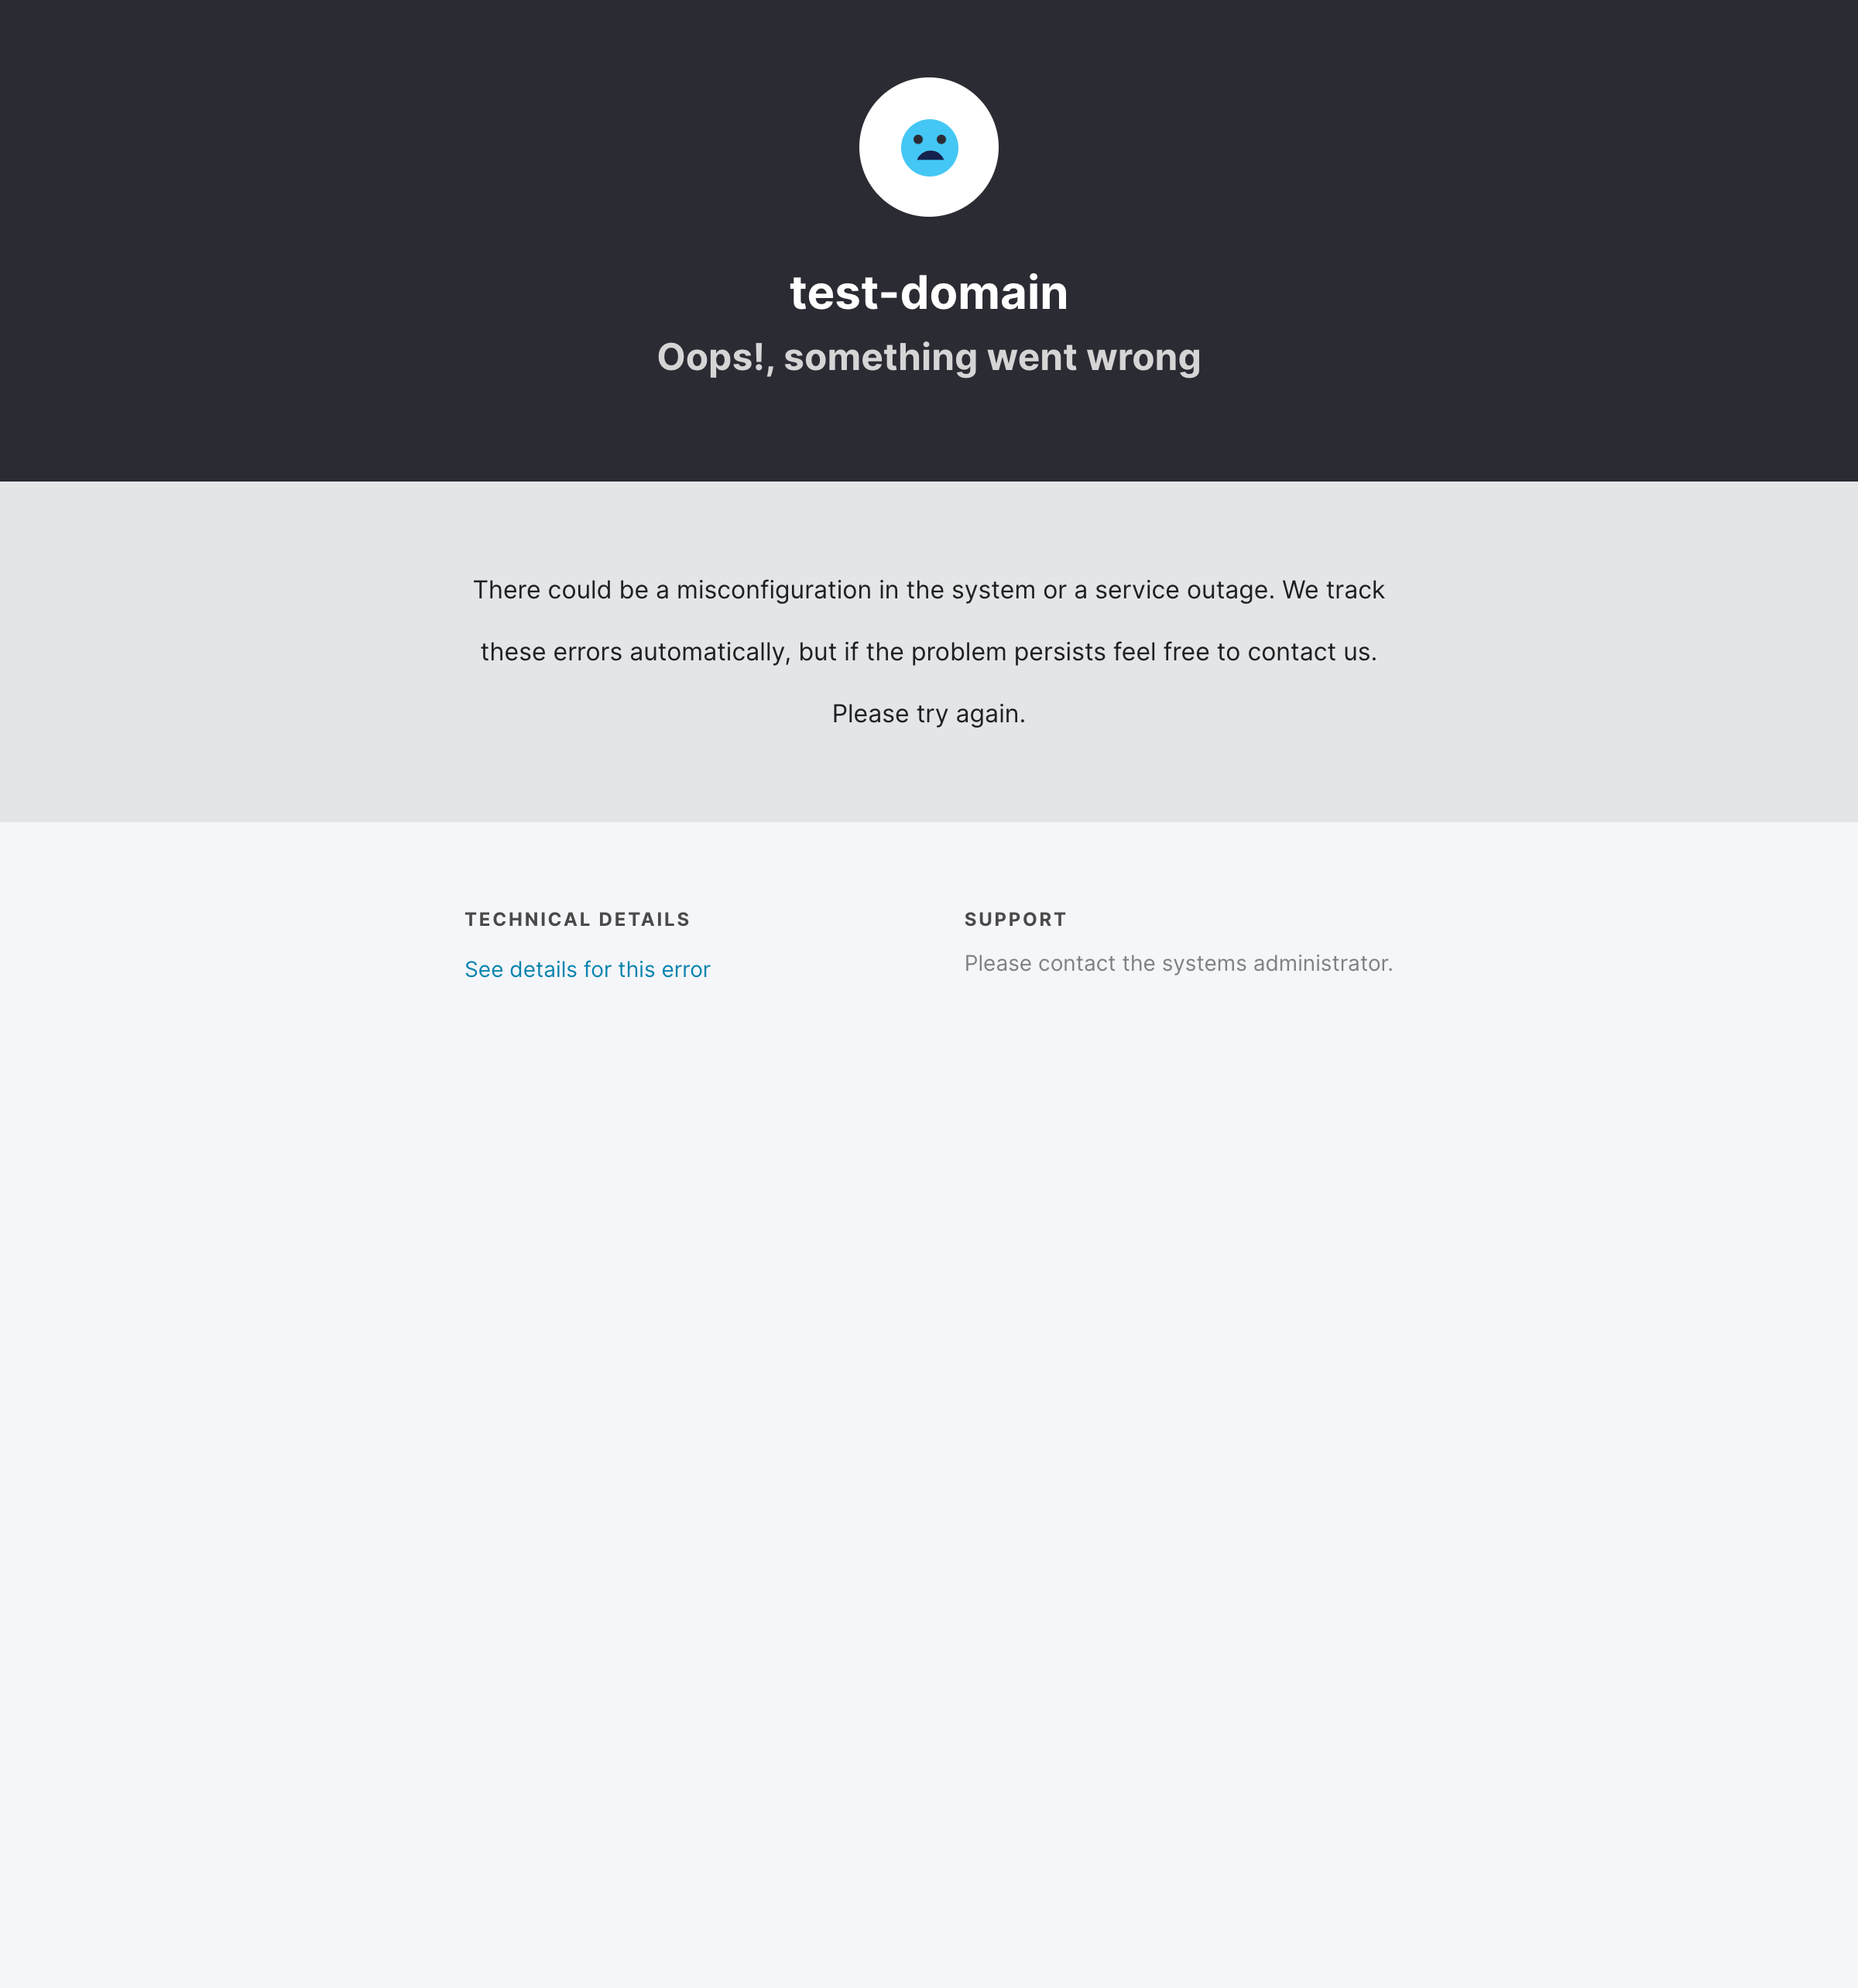 test-domain
Oops!, something went wrong
There could be a misconfiguration in the system or a service outage. We track
these errors automatically, but if the problem persists feel free to contact us.
Please try again.
TECHNICAL DETAILS
See details for this error
SUPPORT
Please contact the systems administrator.